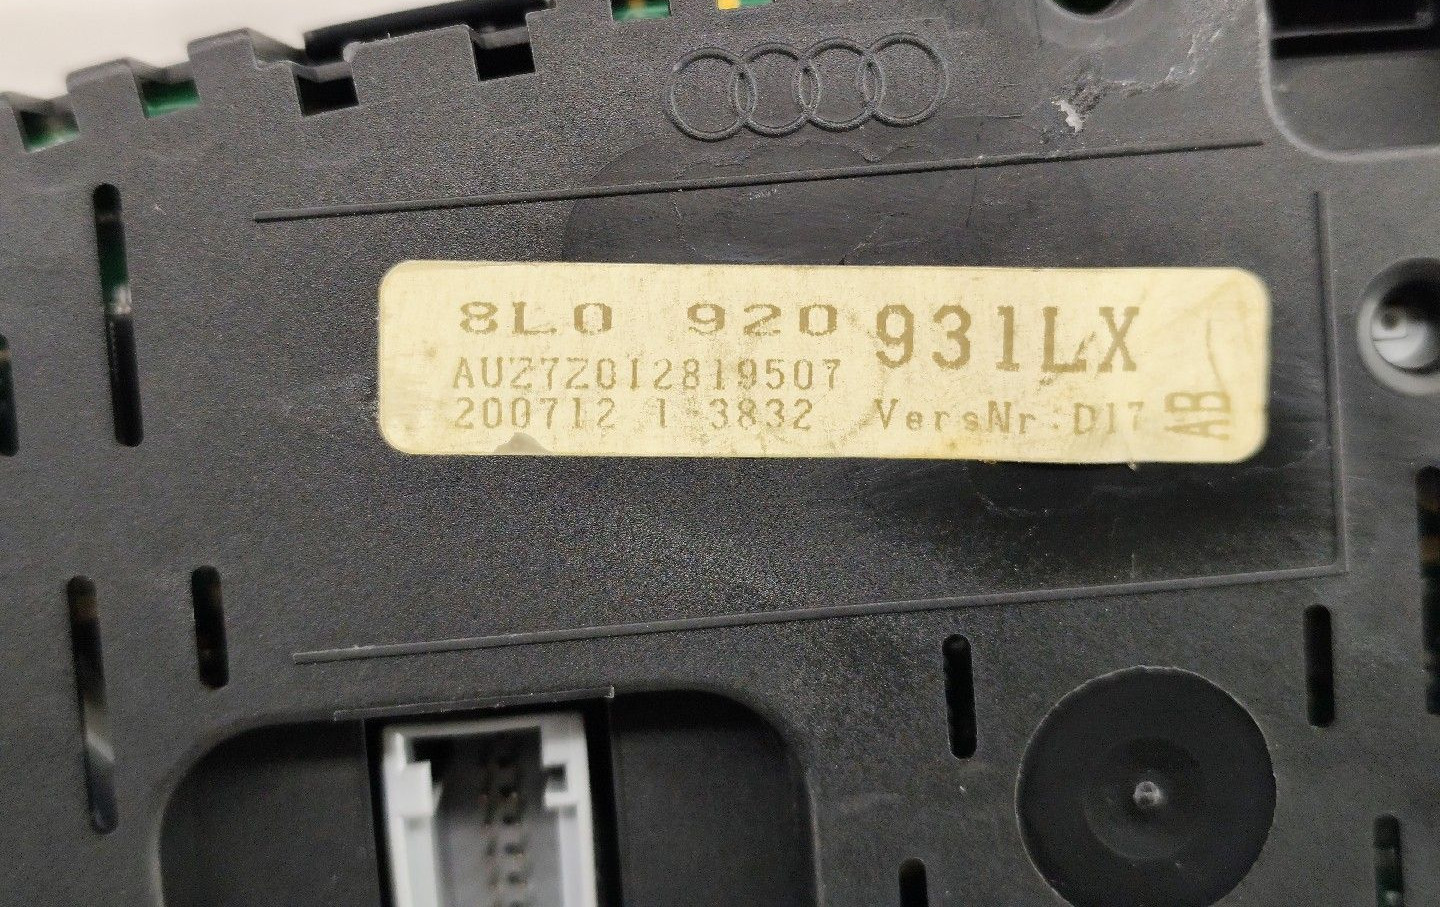 8L0 920 931LX
AUZ7Z0I2819507
200712 1 3832 VersNr:D17
AB